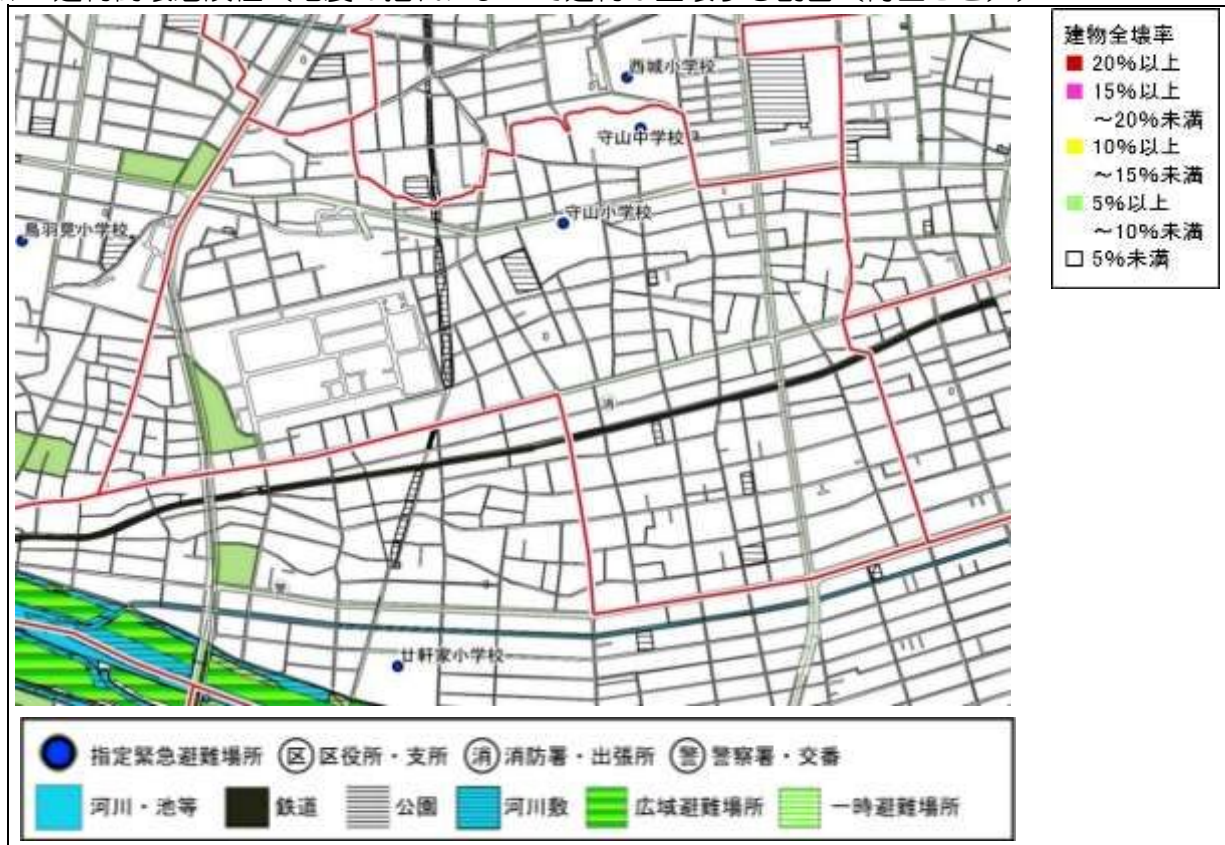 建物全壊率
20%以上
15%以上
～20%未満
10%以上
～15%未満
5%以上
～10%未満
5%未満
西城小学校
守山中学校
守山小学校
鳥羽見小学校
消
廿軒家小学校
指定緊急避難場所 区 区役所・支所 消 消防署・出張所 警 警察署・交番
河川・池等 鉄道 公園 河川敷 広域避難場所 一時避難場所